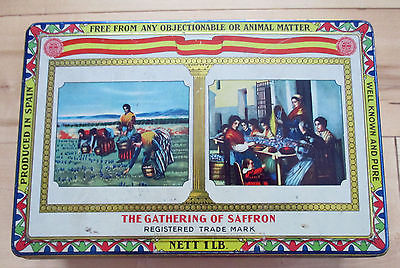 FREE FROM ANY OBJECTIONABLE OR ANIMAL MATTER
PRODUCED IN SPAIN
WELL KNOWN AND PURE
THE GATHERING OF SAFFRON
REGISTERED TRADE MARK
NETT 1 LB.